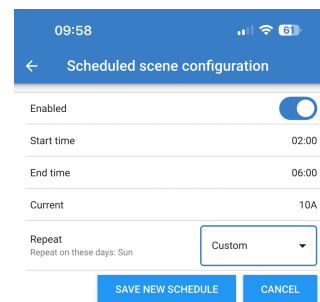 09:58
61
Scheduled scene configuration
Enabled
Start time 02:00
End time 06:00
Current 10A
Repeat
Repeat on these days: Sun
Custom
SAVE NEW SCHEDULE CANCEL